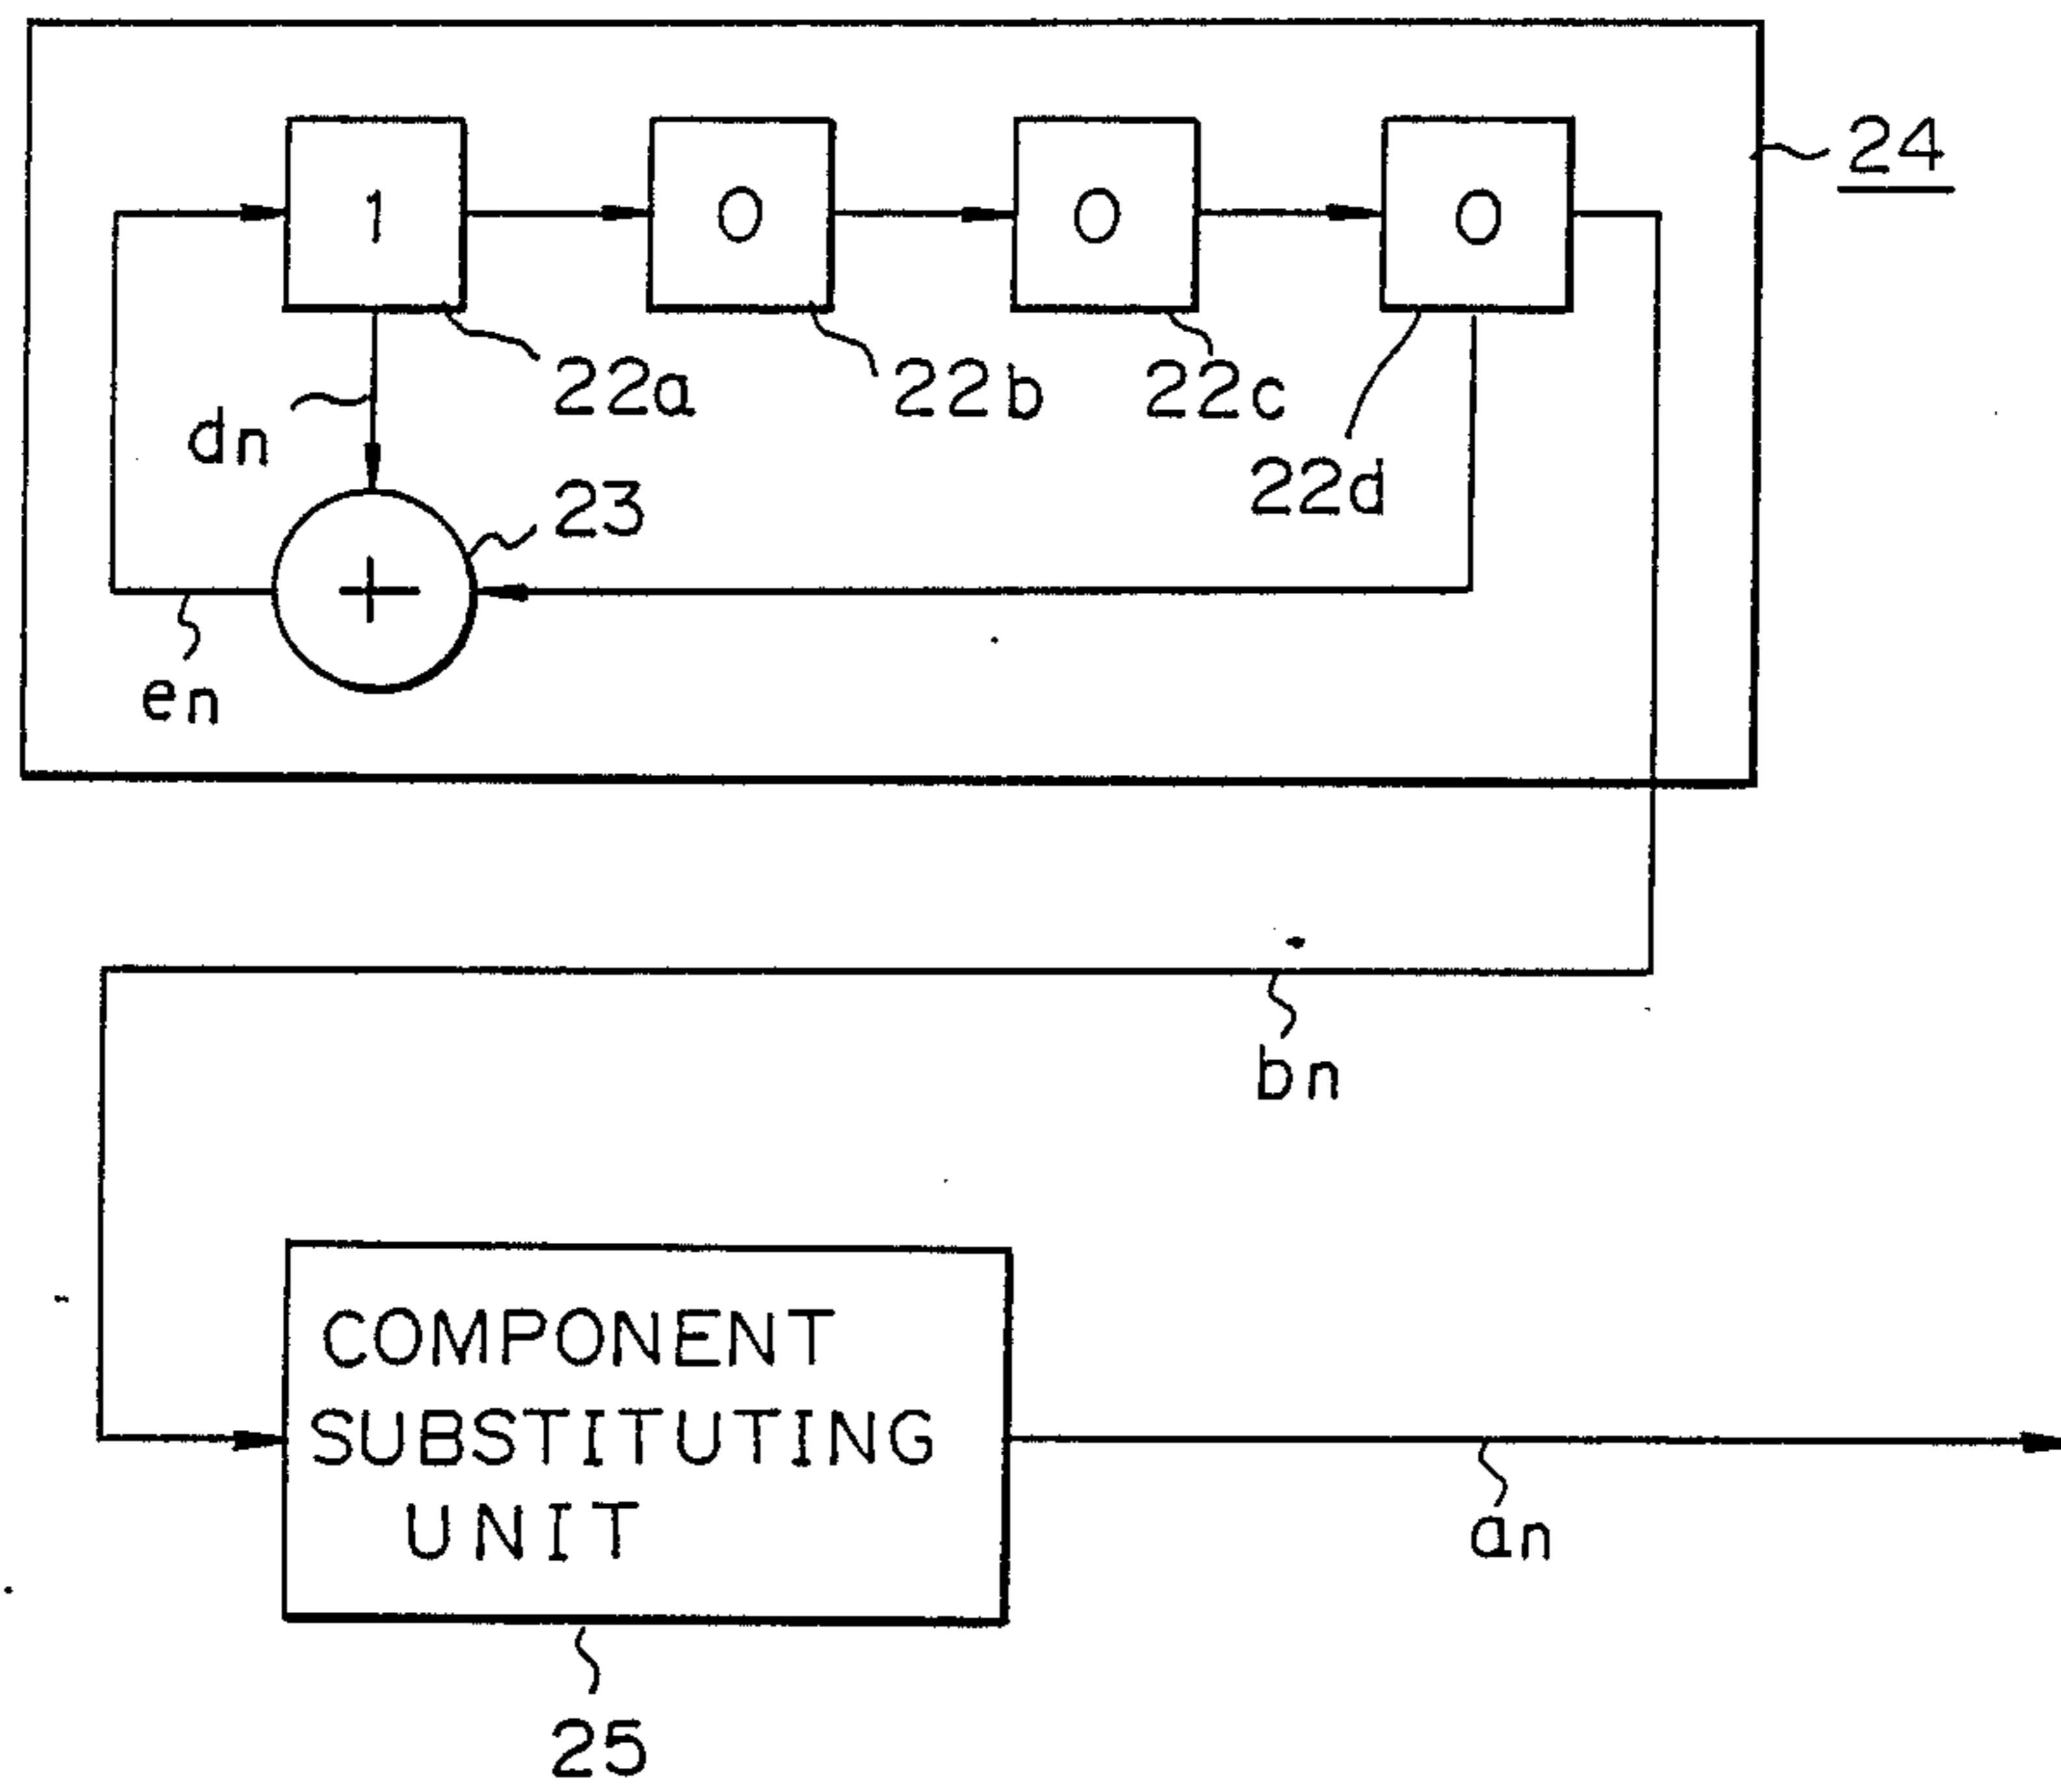 24
1
0
0
0
22a
22b
22c
22d
dn
23
+
en
bn
COMPONENT
SUBSTITUTING
UNIT
an
25